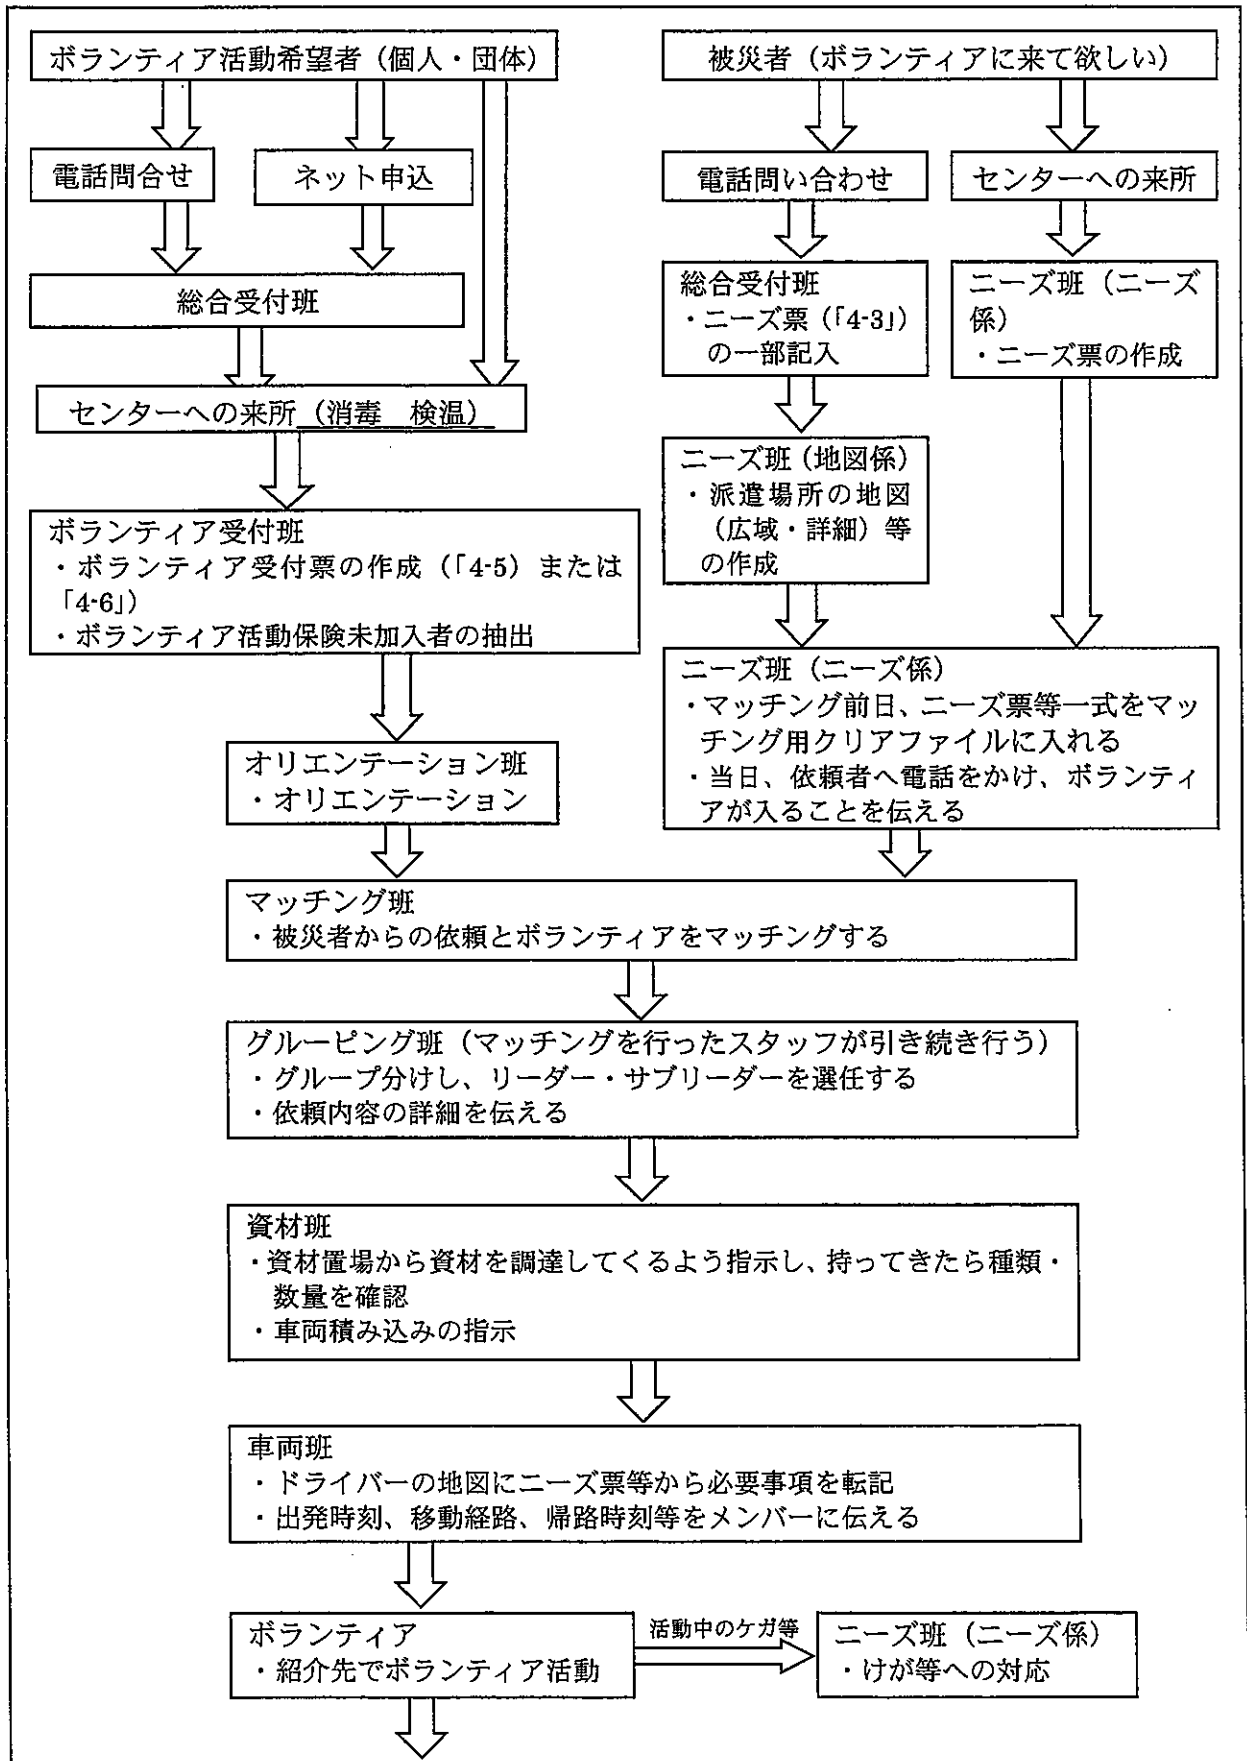 ボランティア活動希望者（個人・団体）
電話問合せ
ネット申込
総合受付班
センターへの来所（消毒　検温）
ボランティア受付班
・ボランティア受付票の作成（「4-5）または
「4-6」）
・ボランティア活動保険未加入者の抽出
オリエンテーション班
・オリエンテーション
被災者（ボランティアに来て欲しい）
電話問い合わせ
センターへの来所
総合受付班
・ニーズ票（「4-3」）
の一部記入
ニーズ班（ニーズ
係）
・ニーズ票の作成
ニーズ班（地図係）
・派遣場所の地図
（広域・詳細）等
の作成
ニーズ班（ニーズ係）
・マッチング前日、ニーズ票等一式をマッ
チング用クリアファイルに入れる
・当日、依頼者へ電話をかけ、ボランティ
アが入ることを伝える
マッチング班
・被災者からの依頼とボランティアをマッチングする
グルーピング班（マッチングを行ったスタッフが引き続き行う）
・グループ分けし、リーダー・サブリーダーを選任する
・依頼内容の詳細を伝える
資材班
・資材置場から資材を調達してくるよう指示し、持ってきたら種類・
数量を確認
・車両積み込みの指示
車両班
・ドライバーの地図にニーズ票等から必要事項を転記
・出発時刻、移動経路、帰路時刻等をメンバーに伝える
ボランティア
・紹介先でボランティア活動
活動中のケガ等
ニーズ班（ニーズ係）
・けが等への対応